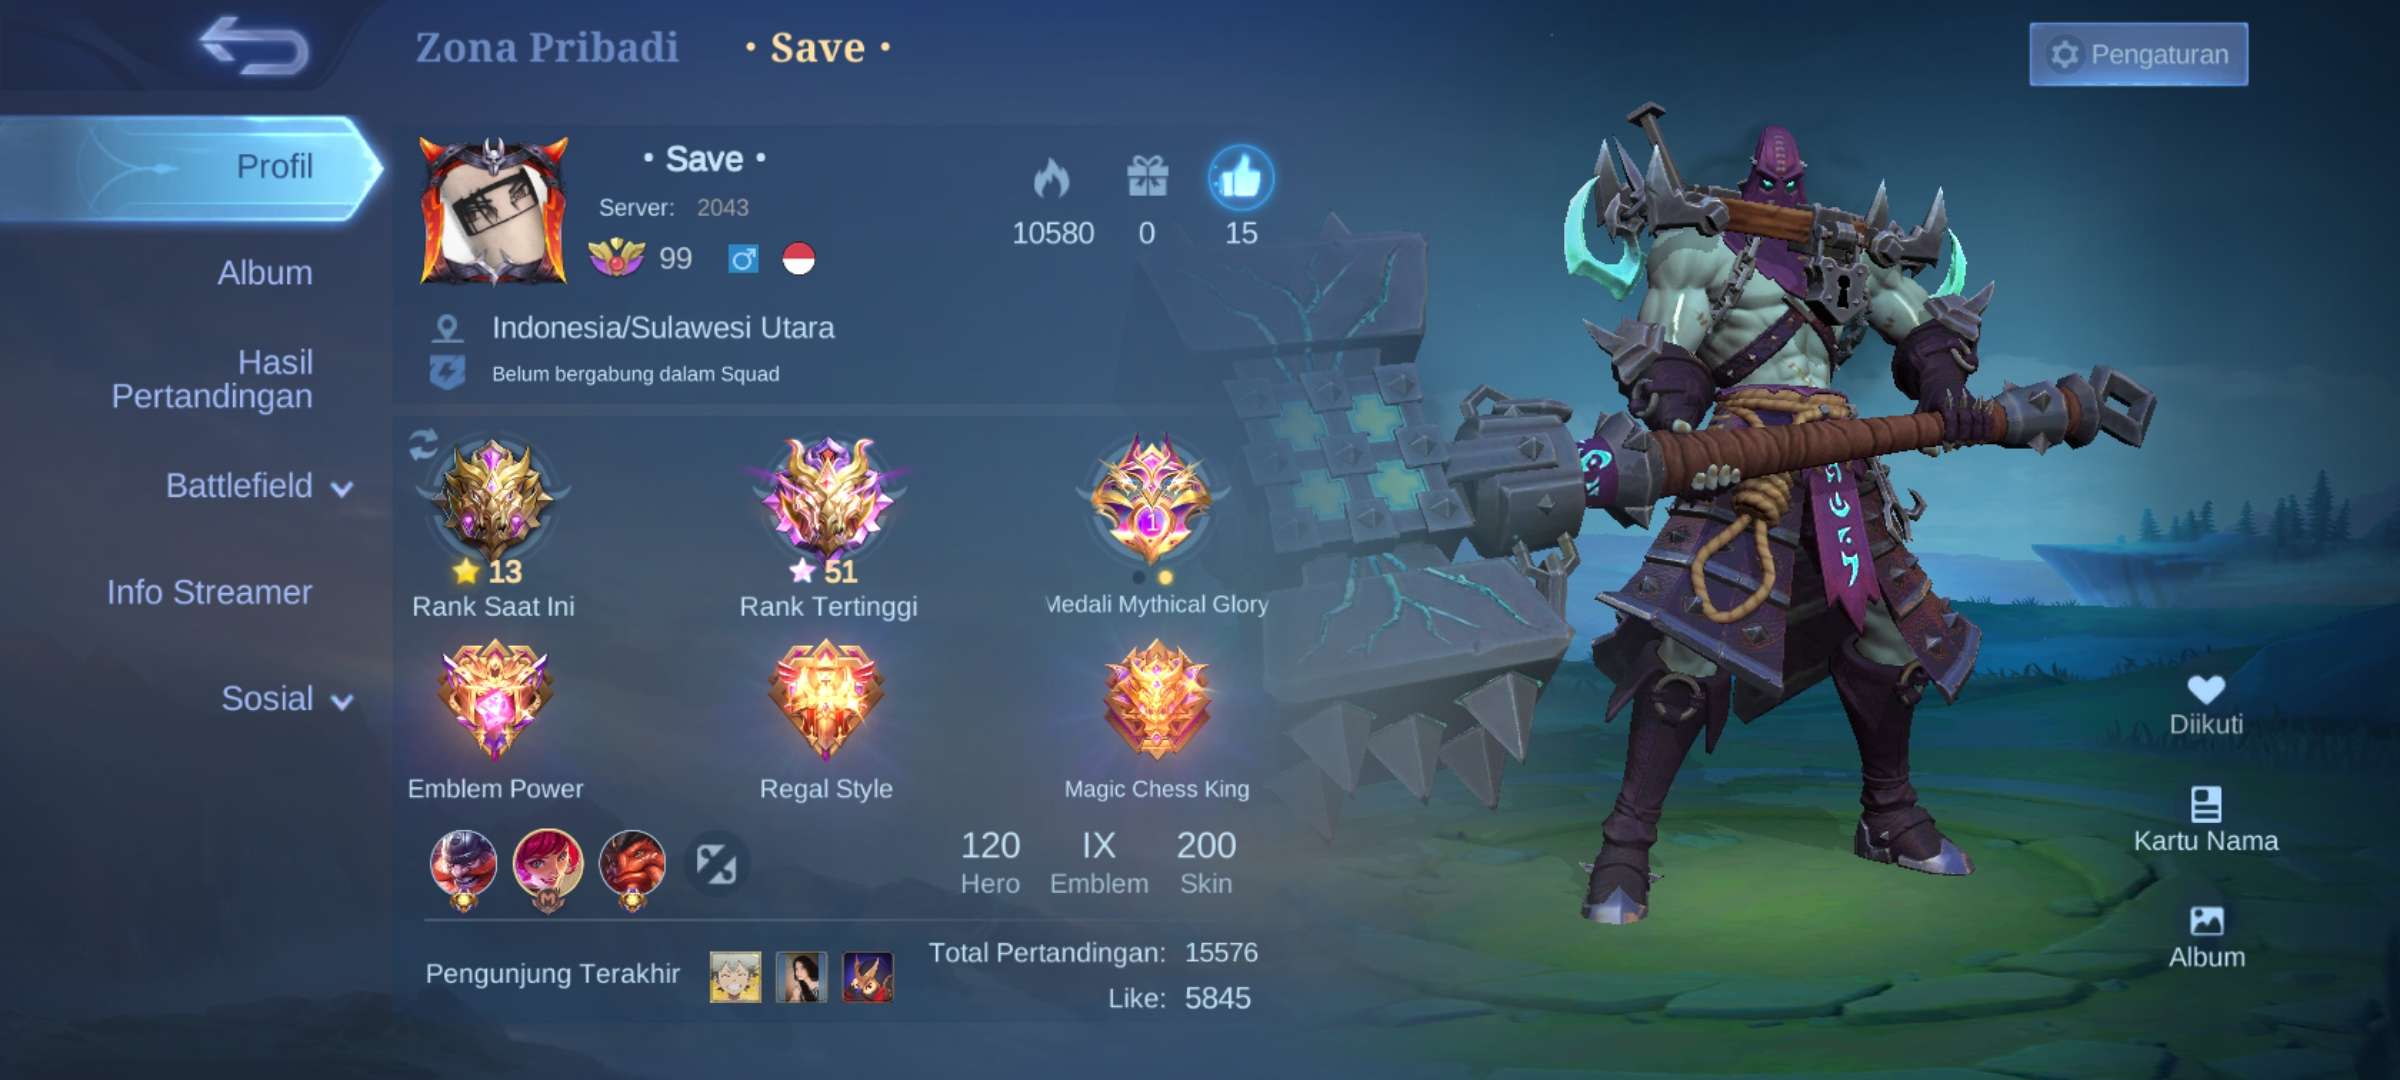 Zona Pribadi
• Save •
Pengaturan
Profil
Album
Hasil
Pertandingan
Battlefield
Info Streamer
Sosial
• Save •
Server: 2043
99
10580
0
15
Indonesia/Sulawesi Utara
Belum bergabung dalam Squad
13
Rank Saat Ini
51
Rank Tertinggi
1
Medali Mythical Glory
Emblem Power
Regal Style
Magic Chess King
M
120
Hero
IX
Emblem
200
Skin
Pengunjung Terakhir
Total Pertandingan: 15576
Like: 5845
Diikuti
Kartu Nama
Album